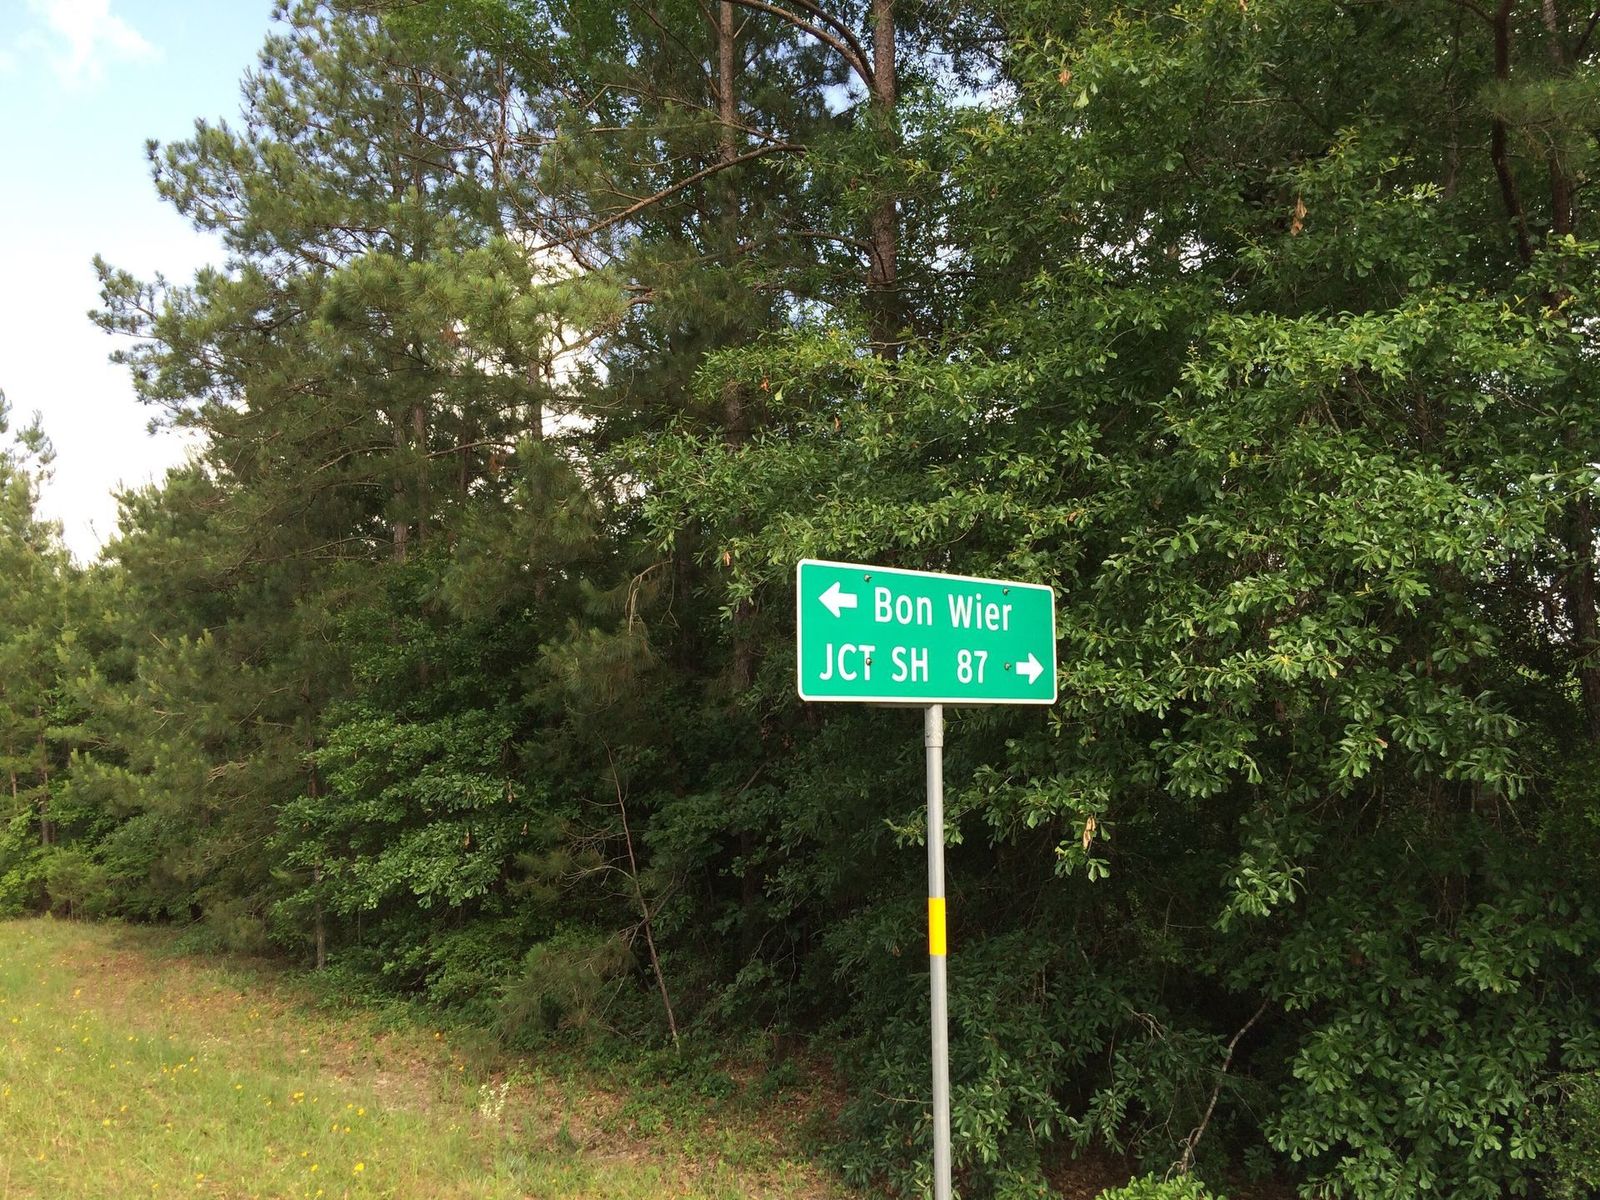 ← Bon Wier
JCT SH 87 →